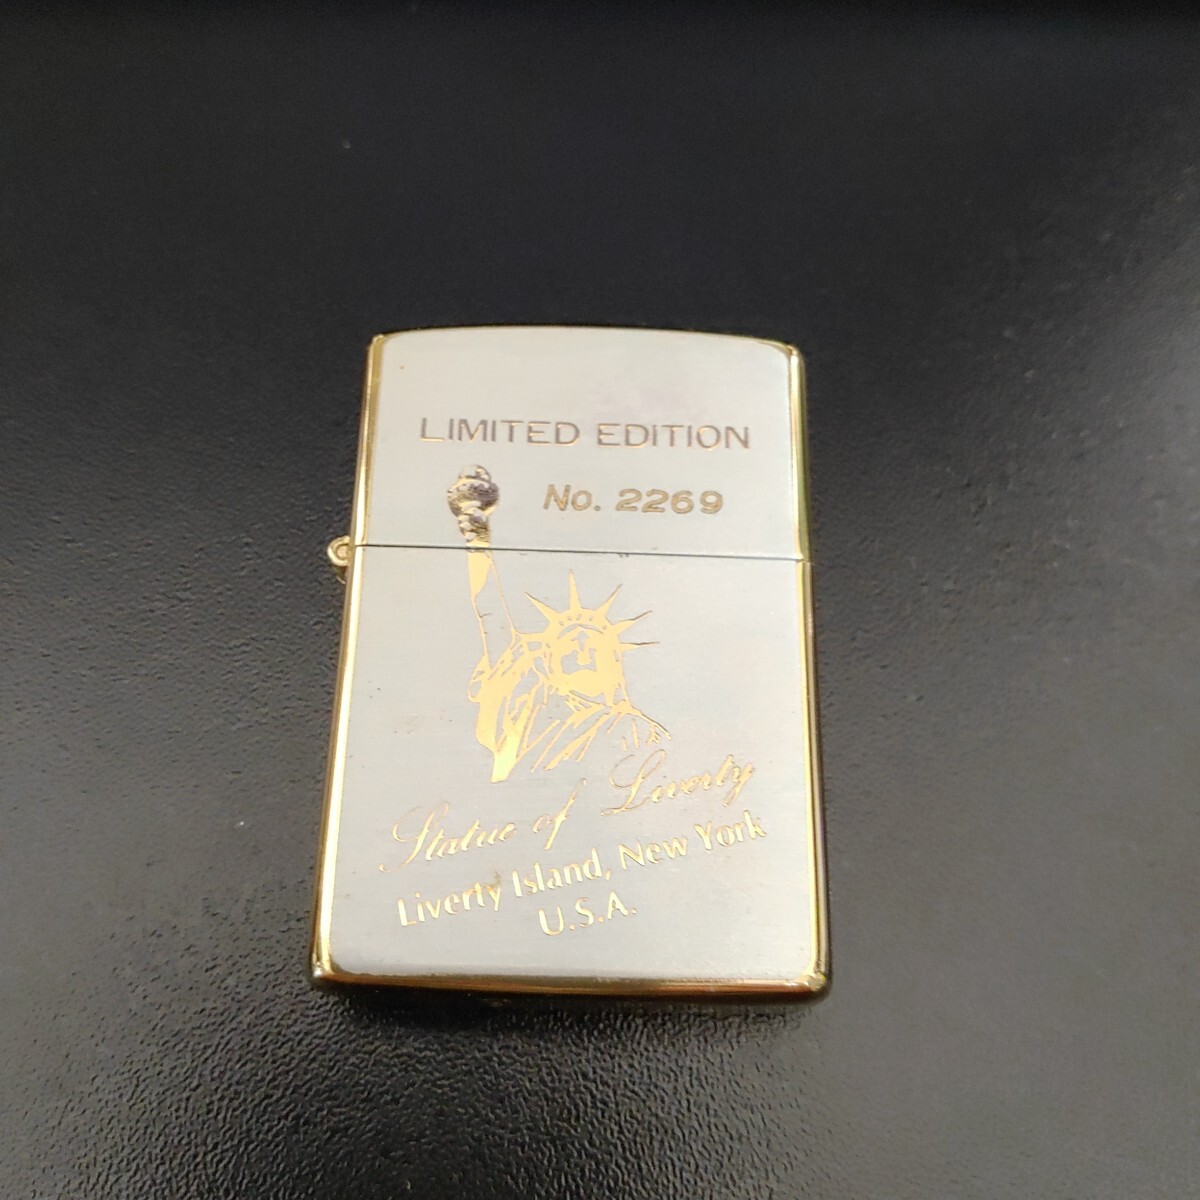 LIMITED EDITION
No. 2269
Statue of Liverty
Liverty Island, New York
U.S.A.